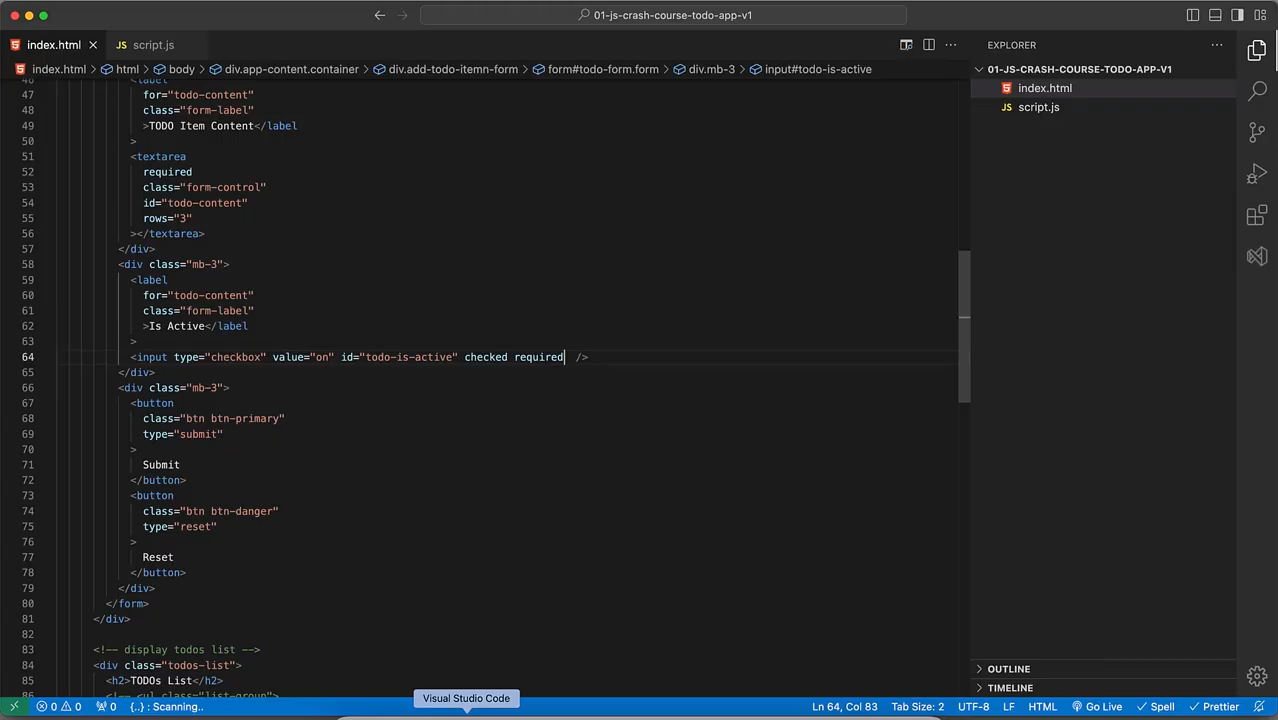 01-js-crash-course-todo-app-v1
index.html
JS script.js
EXPLORER
index.html > html > body > div.app-content.container > div.add-todo-itemn-form > form#todo-form.form > div.mb-3 > input#todo-is-active
01-JS-CRASH-COURSE-TODO-APP-V1
index.html
JS script.js
46 <label
47 for="todo-content"
48 class="form-label"
49 >TODO Item Content</label
50 >
51 <textarea
52 required
53 class="form-control"
54 id="todo-content"
55 rows="3"
56 ></textarea>
57 </div>
58 <div class="mb-3">
59 <label
60 for="todo-content"
61 class="form-label"
62 >Is Active</label
63 >
64 <input type="checkbox" value="on" id="todo-is-active" checked required />
65 </div>
66 <div class="mb-3">
67 <button
68 class="btn btn-primary"
69 type="submit"
70 >
71 Submit
72 </button>
73 <button
74 class="btn btn-danger"
75 type="reset"
76 >
77 Reset
78 </button>
79 </div>
80 </form>
81 </div>
82
83 <!-- display todos list -->
84 <div class="todos-list">
85 <h2>TODOs List</h2>
86 <!-- <ul class="list-group">
OUTLINE
TIMELINE
Visual Studio Code
0 0 0 {..} : Scanning.. Ln 64, Col 83 Tab Size: 2 UTF-8 LF HTML Go Live Spell Prettier